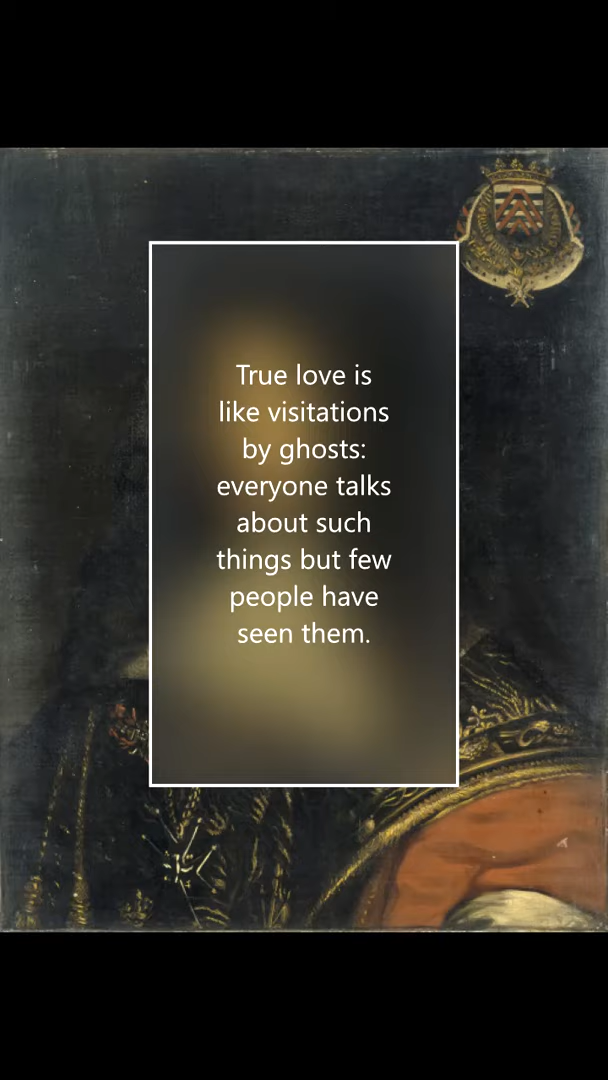 True love is
like visitations
by ghosts:
everyone talks
about such
things but few
people have
seen them.